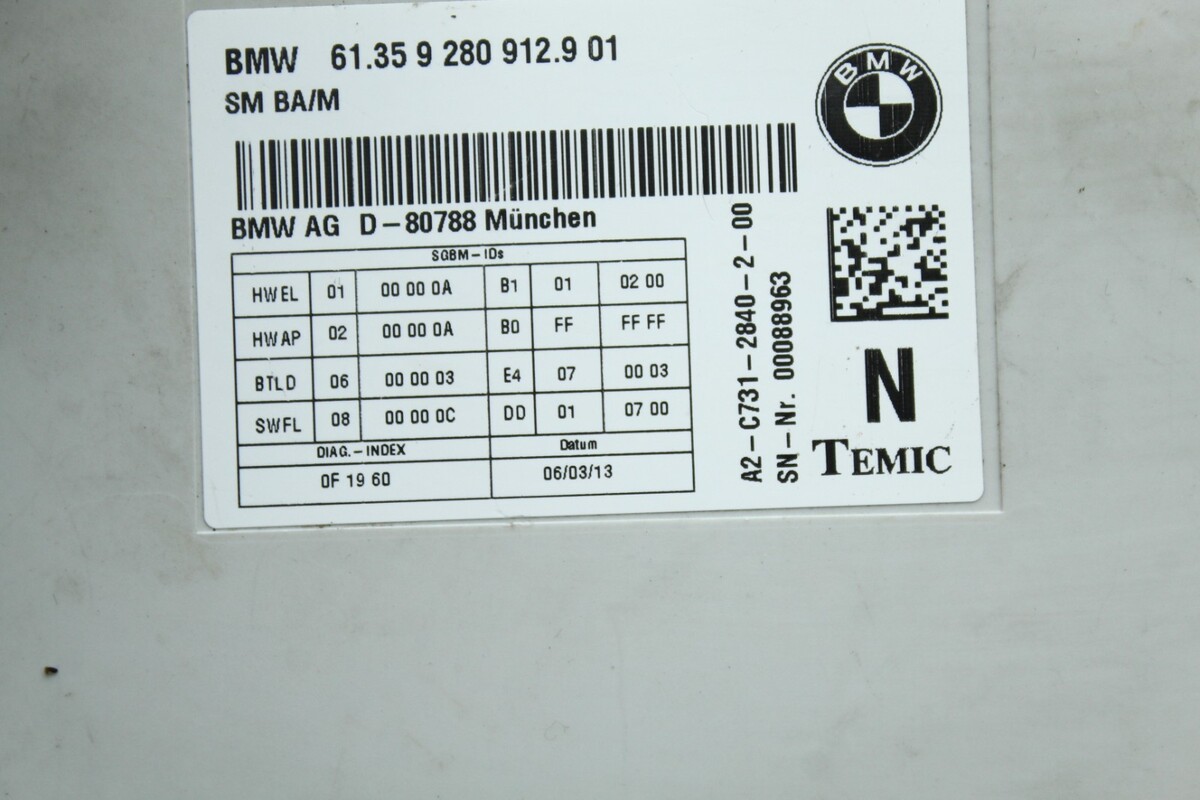 BMW 61.35 9 280 912.9 01
SM BA/M
BMW
BMW AG D-80788 München
SGBM-IDs
HWEL 01 00 00 0A B1 01 02 00
HWAP 02 00 00 0A B0 FF FF FF
BTLD 06 00 00 03 E4 07 00 03
SWFL 08 00 00 0C DD 01 07 00
DIAG.-INDEX Datum
0F 19 60 06/03/13
A2-C731-2840-2-00
SN-Nr. 00088963
N
TEMIC